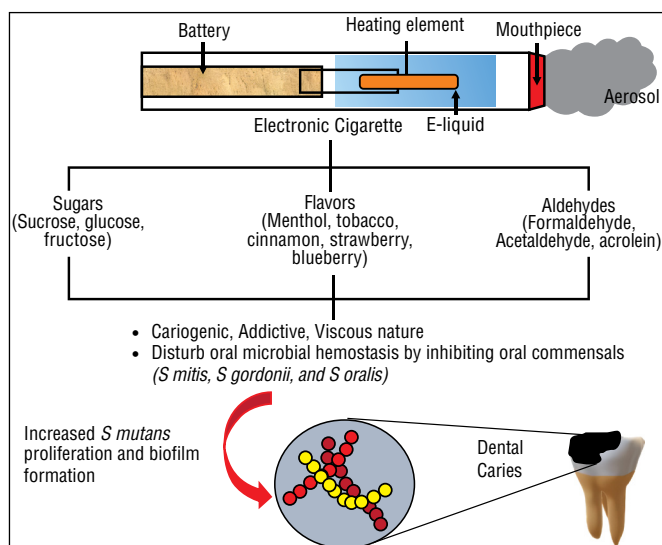 Battery
Heating element
Mouthpiece
Aerosol
E-liquid
Electronic Cigarette
Sugars
(Sucrose, glucose,
fructose)
Flavors
(Menthol, tobacco,
cinnamon, strawberry,
blueberry)
Aldehydes
(Formaldehyde,
Acetaldehyde, acrolein)
• Cariogenic, Addictive, Viscous nature
• Disturb oral microbial hemostasis by inhibiting oral commensals
(S mitis, S gordonii, and S oralis)
Increased S mutans
proliferation and biofilm
formation
Dental
Caries